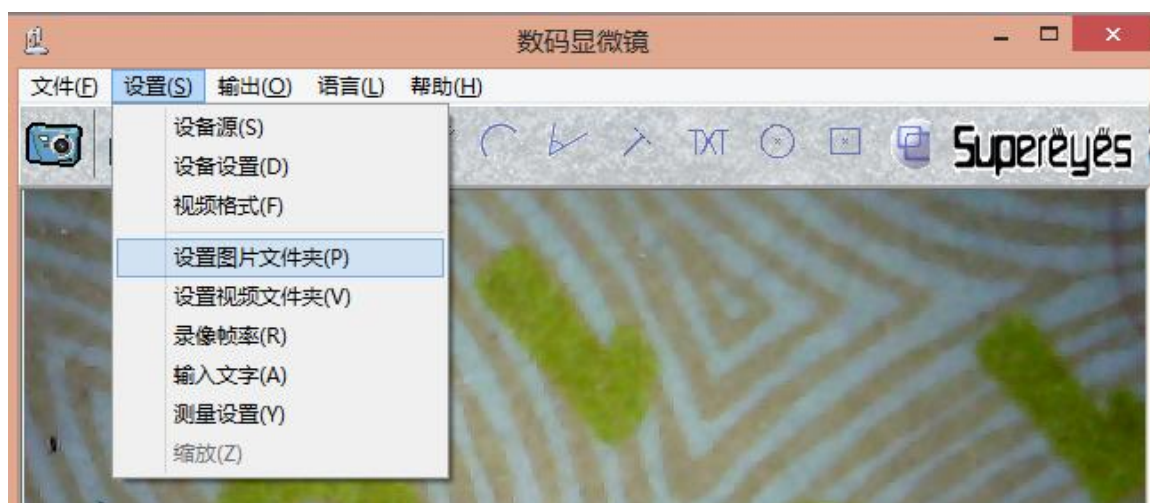 数码显微镜
文件(F) 设置(S) 输出(O) 语言(L) 帮助(H)
TXT
Supereyes
设备源(S)
设备设置(D)
视频格式(F)
设置图片文件夹(P)
设置视频文件夹(V)
录像帧率(R)
输入文字(A)
测量设置(Y)
缩放(Z)